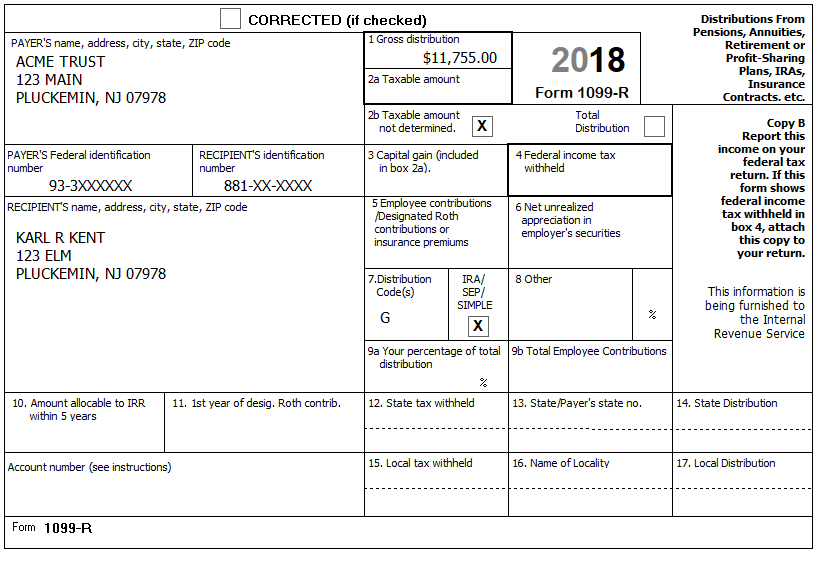 CORRECTED (if checked)
PAYER'S name, address, city, state, ZIP code
ACME TRUST
123 MAIN
PLUCKEMIN, NJ 07978
1 Gross distribution
$11,755.00
2a Taxable amount
2018
Form 1099-R
Distributions From
Pensions, Annuities,
Retirement or
Profit-Sharing
Plans, IRAs,
Insurance
Contracts, etc.
2b Taxable amount
not determined.
X
Total
Distribution
Copy B
Report this
income on your
federal tax
return. If this
form shows
federal income
tax withheld in
box 4, attach
this copy to
your return.
This information is
being furnished to
the Internal
Revenue Service
PAYER'S Federal identification
number
93-3XXXXXX
RECIPIENT'S identification
number
881-XX-XXXX
3 Capital gain (included
in box 2a).
4 Federal income tax
withheld
RECIPIENT'S name, address, city, state, ZIP code
KARL R KENT
123 ELM
PLUCKEMIN, NJ 07978
5 Employee contributions
/Designated Roth
contributions or
insurance premiums
6 Net unrealized
appreciation in
employer's securities
7.Distribution
Code(s)
G
IRA/
SEP/
SIMPLE
X
8 Other
%
9a Your percentage of total
distribution
%
9b Total Employee Contributions
10. Amount allocable to IRR
within 5 years
11. 1st year of desig. Roth contrib.
12. State tax withheld
13. State/Payer's state no.
14. State Distribution
Account number (see instructions)
15. Local tax withheld
16. Name of Locality
17. Local Distribution
Form 1099-R